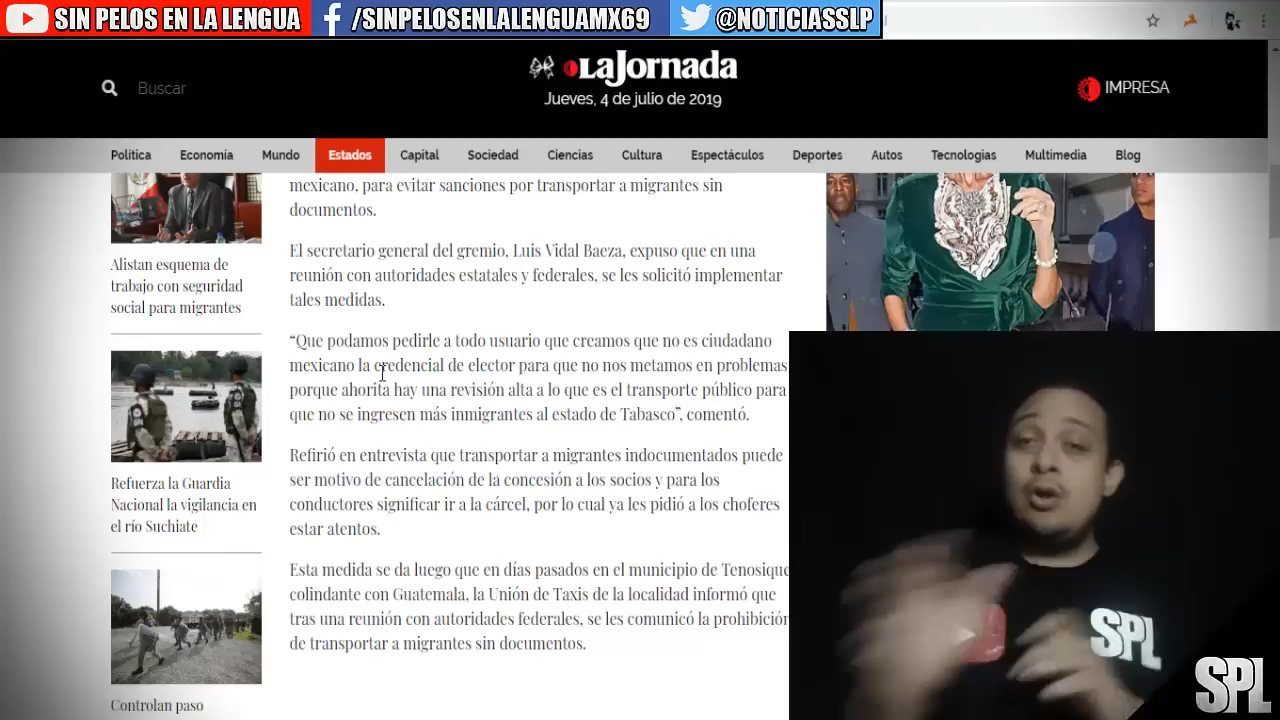 SIN PELOS EN LA LENGUA
/SINPELOSENLALENGUAMX69
@NOTICIASSLP
Buscar
LaJornada
Jueves, 4 de julio de 2019
IMPRESA
Política
Economía
Mundo
Estados
Capital
Sociedad
Ciencias
Cultura
Espectáculos
Deportes
Autos
Tecnologias
Multimedia
Blog
Alistan esquema de
trabajo con seguridad
social para migrantes
Refuerza la Guardia
Nacional la vigilancia en
el río Suchiate
Controlan paso
mexicano, para evitar sanciones por transportar a migrantes sin
documentos.
El secretario general del gremio, Luis Vidal Baeza, expuso que en una
reunión con autoridades estatales y federales, se les solicitó implementar
tales medidas.
“Que podamos pedirle a todo usuario que creamos que no es ciudadano
mexicano la credencial de elector para que no nos metamos en problemas
porque ahorita hay una revisión alta a lo que es el transporte público para
que no se ingresen más inmigrantes al estado de Tabasco”, comentó.
Refirió en entrevista que transportar a migrantes indocumentados puede
ser motivo de cancelación de la concesión a los socios y para los
conductores significar ir a la cárcel, por lo cual ya les pidió a los choferes
estar atentos.
Esta medida se da luego que en días pasados en el municipio de Tenosique
colindante con Guatemala, la Unión de Taxis de la localidad informó que
tras una reunión con autoridades federales, se les comunicó la prohibición
de transportar a migrantes sin documentos.
SPL
SPL